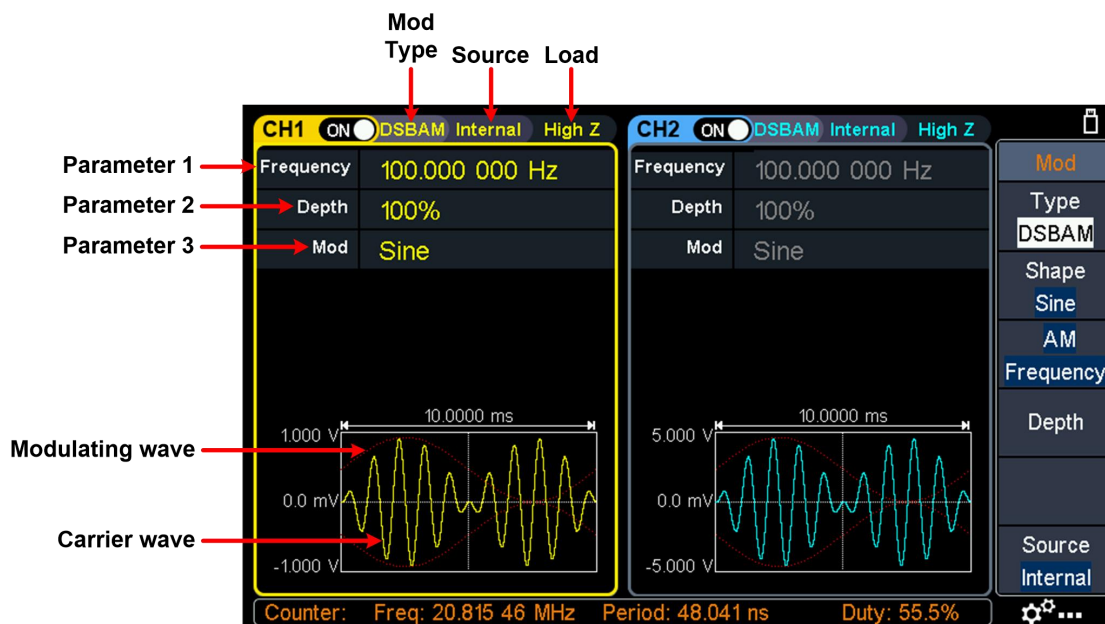 Mod
Type Source Load
CH1 ON DSBAM Internal High Z
CH2 ON DSBAM Internal High Z
Parameter 1
Frequency 100.000 000 Hz
Frequency 100.000 000 Hz
Mod
Parameter 2
Depth 100%
Depth 100%
Type
DSBAM
Parameter 3
Mod Sine
Mod Sine
Shape
Sine
AM
Frequency
Depth
10.0000 ms
10.0000 ms
1.000 V
5.000 V
Modulating wave
0.0 mV
0.0 mV
Carrier wave
-1.000 V
-5.000 V
Source
Internal
Counter: Freq: 20.815 46 MHz Period: 48.041 ns Duty: 55.5%